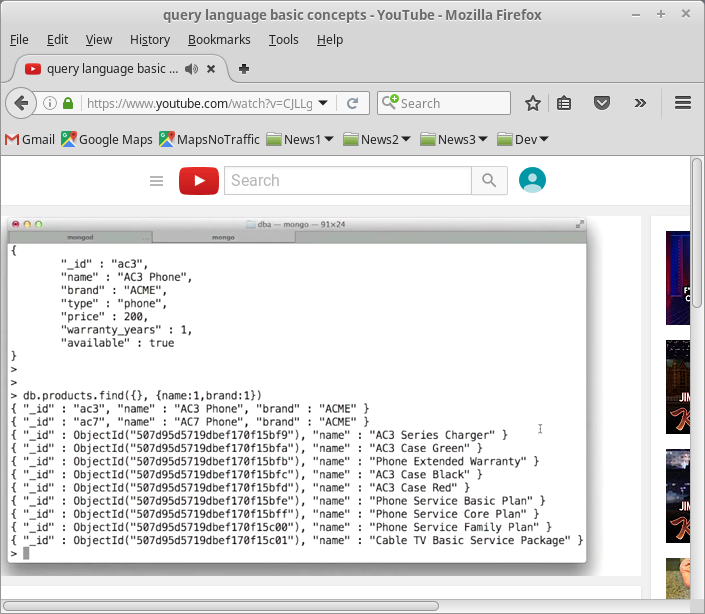 query language basic concepts - YouTube - Mozilla Firefox
File Edit View History Bookmarks Tools Help
query language basic ...
https://www.youtube.com/watch?v=CJLLg Search
Gmail Google Maps MapsNoTraffic News1 News2 News3 Dev
Search
dba — mongo — 91×24
mongod mongo
{
"_id" : "ac3",
"name" : "AC3 Phone",
"brand" : "ACME",
"type" : "phone",
"price" : 200,
"warranty_years" : 1,
"available" : true
}
>
>
> db.products.find({}, {name:1,brand:1})
{ "_id" : "ac3", "name" : "AC3 Phone", "brand" : "ACME" }
{ "_id" : "ac7", "name" : "AC7 Phone", "brand" : "ACME" }
{ "_id" : ObjectId("507d95d5719dbef170f15bf9"), "name" : "AC3 Series Charger" }
{ "_id" : ObjectId("507d95d5719dbef170f15bfa"), "name" : "AC3 Case Green" }
{ "_id" : ObjectId("507d95d5719dbef170f15bfb"), "name" : "Phone Extended Warranty" }
{ "_id" : ObjectId("507d95d5719dbef170f15bfc"), "name" : "AC3 Case Black" }
{ "_id" : ObjectId("507d95d5719dbef170f15bfd"), "name" : "AC3 Case Red" }
{ "_id" : ObjectId("507d95d5719dbef170f15bfe"), "name" : "Phone Service Basic Plan" }
{ "_id" : ObjectId("507d95d5719dbef170f15bff"), "name" : "Phone Service Core Plan" }
{ "_id" : ObjectId("507d95d5719dbef170f15c00"), "name" : "Phone Service Family Plan" }
{ "_id" : ObjectId("507d95d5719dbef170f15c01"), "name" : "Cable TV Basic Service Package" }
>